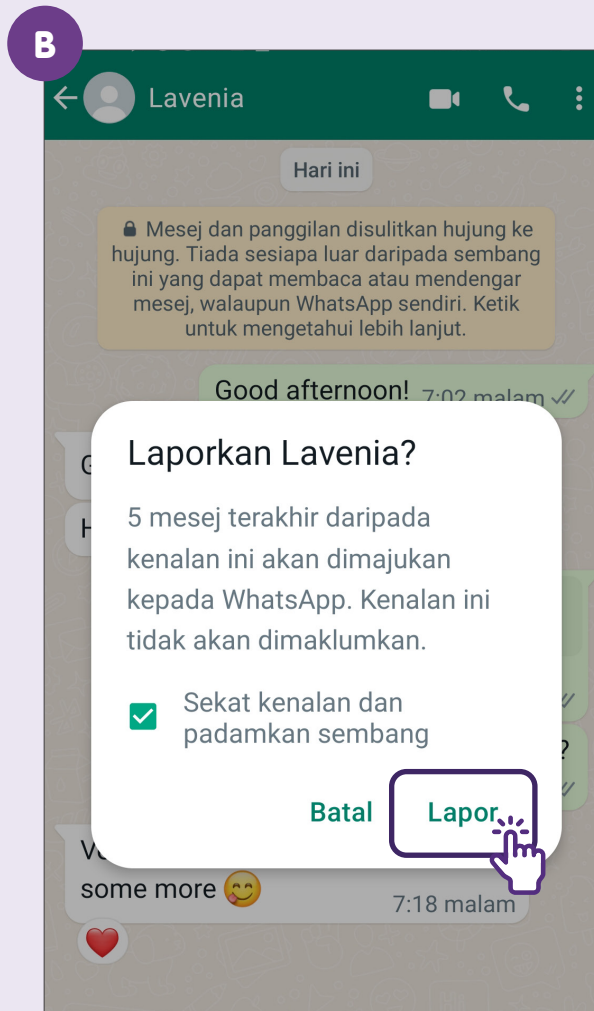 B
Lavenia
Hari ini
Mesej dan panggilan disulitkan hujung ke
hujung. Tiada sesiapa luar daripada sembang
ini yang dapat membaca atau mendengar
mesej, walaupun WhatsApp sendiri. Ketik
untuk mengetahui lebih lanjut.
Good afternoon! 7:02 malam
Laporkan Lavenia?
5 mesej terakhir daripada
kenalan ini akan dimajukan
kepada WhatsApp. Kenalan ini
tidak akan dimaklumkan.
Sekat kenalan dan
padamkan sembang
?
Batal Lapor
some more 😋 7:18 malam